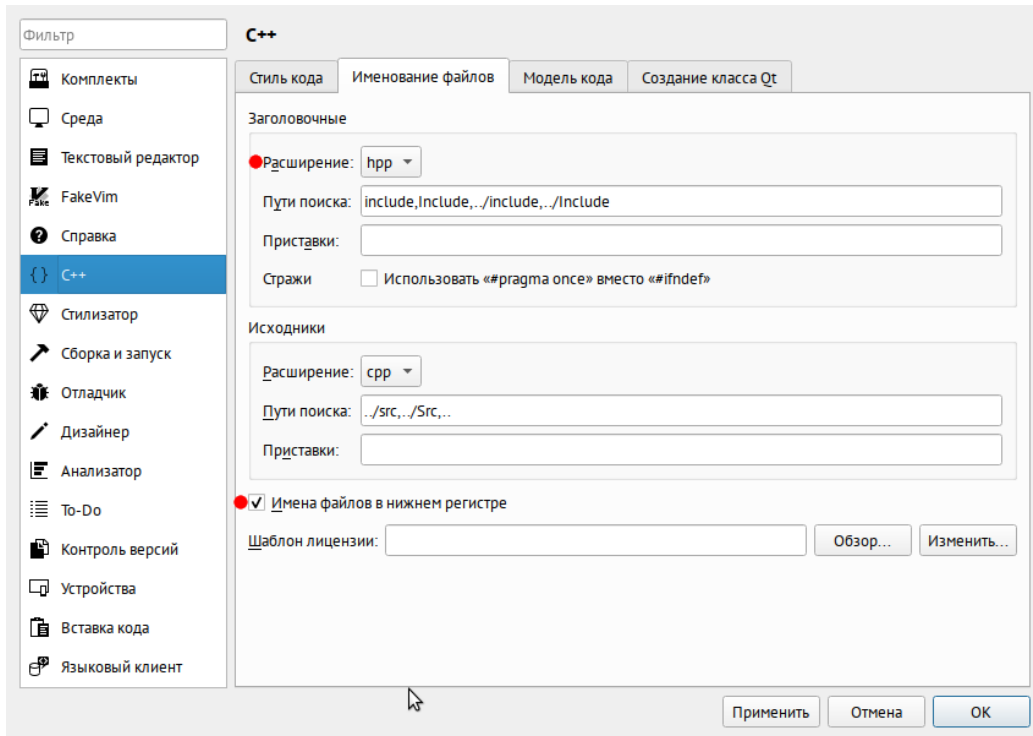 Фильтр
C++
Комплекты
Среда
Текстовый редактор
FakeVim
Справка
{ } C++
Стилизатор
Сборка и запуск
Отладчик
Дизайнер
Анализатор
To-Do
Контроль версий
Устройства
Вставка кода
Языковый клиент
Стиль кода Именование файлов Модель кода Создание класса Qt
Заголовочные
Расширение: hpp
Пути поиска: include,Include,../include,../Include
Приставки:
Стражи Использовать «#pragma once» вместо «#ifndef»
Исходники
Расширение: cpp
Пути поиска: ../src,../Src,..
Приставки:
Имена файлов в нижнем регистре
Шаблон лицензии: Обзор... Изменить...
Применить Отмена OK